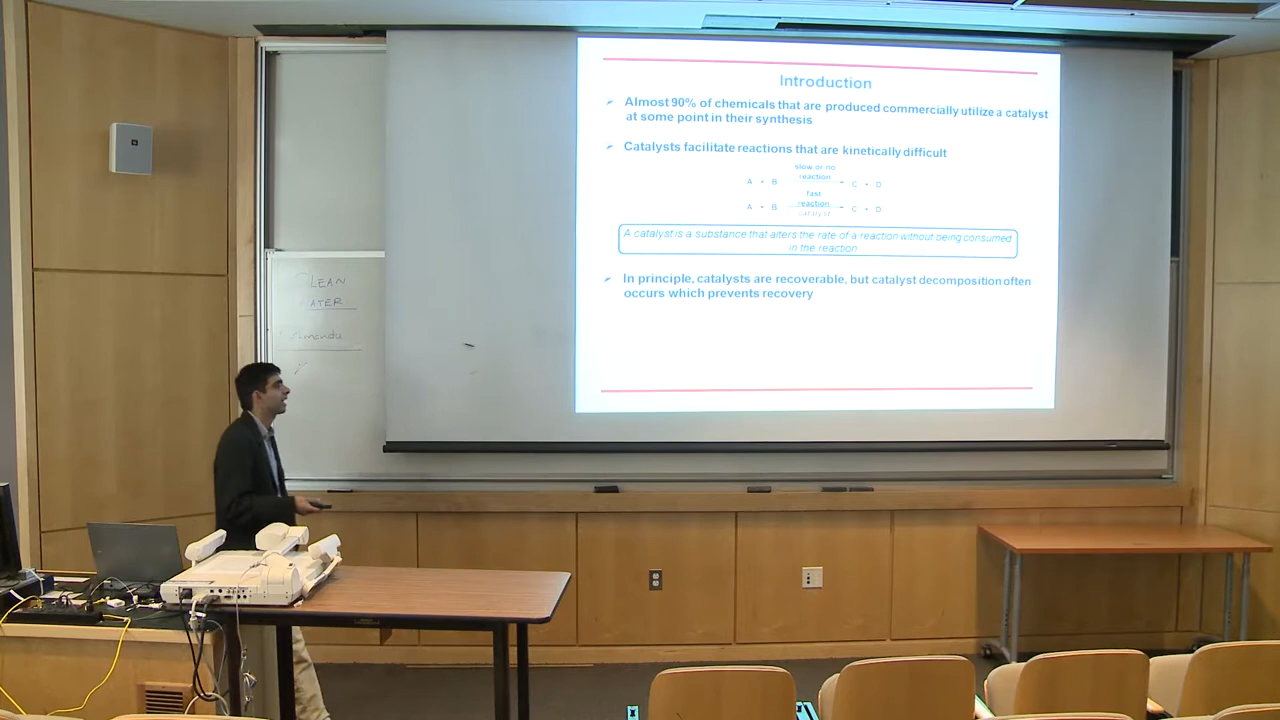 Introduction
Almost 90% of chemicals that are produced commercially utilize a catalyst
at some point in their synthesis
Catalysts facilitate reactions that are kinetically difficult
slow or no
reaction
A + B C + D
fast
reaction
A + B C + D
catalyst
A catalyst is a substance that alters the rate of a reaction without being consumed
in the reaction
In principle, catalysts are recoverable, but catalyst decomposition often
occurs which prevents recovery
CLEAN
WATER